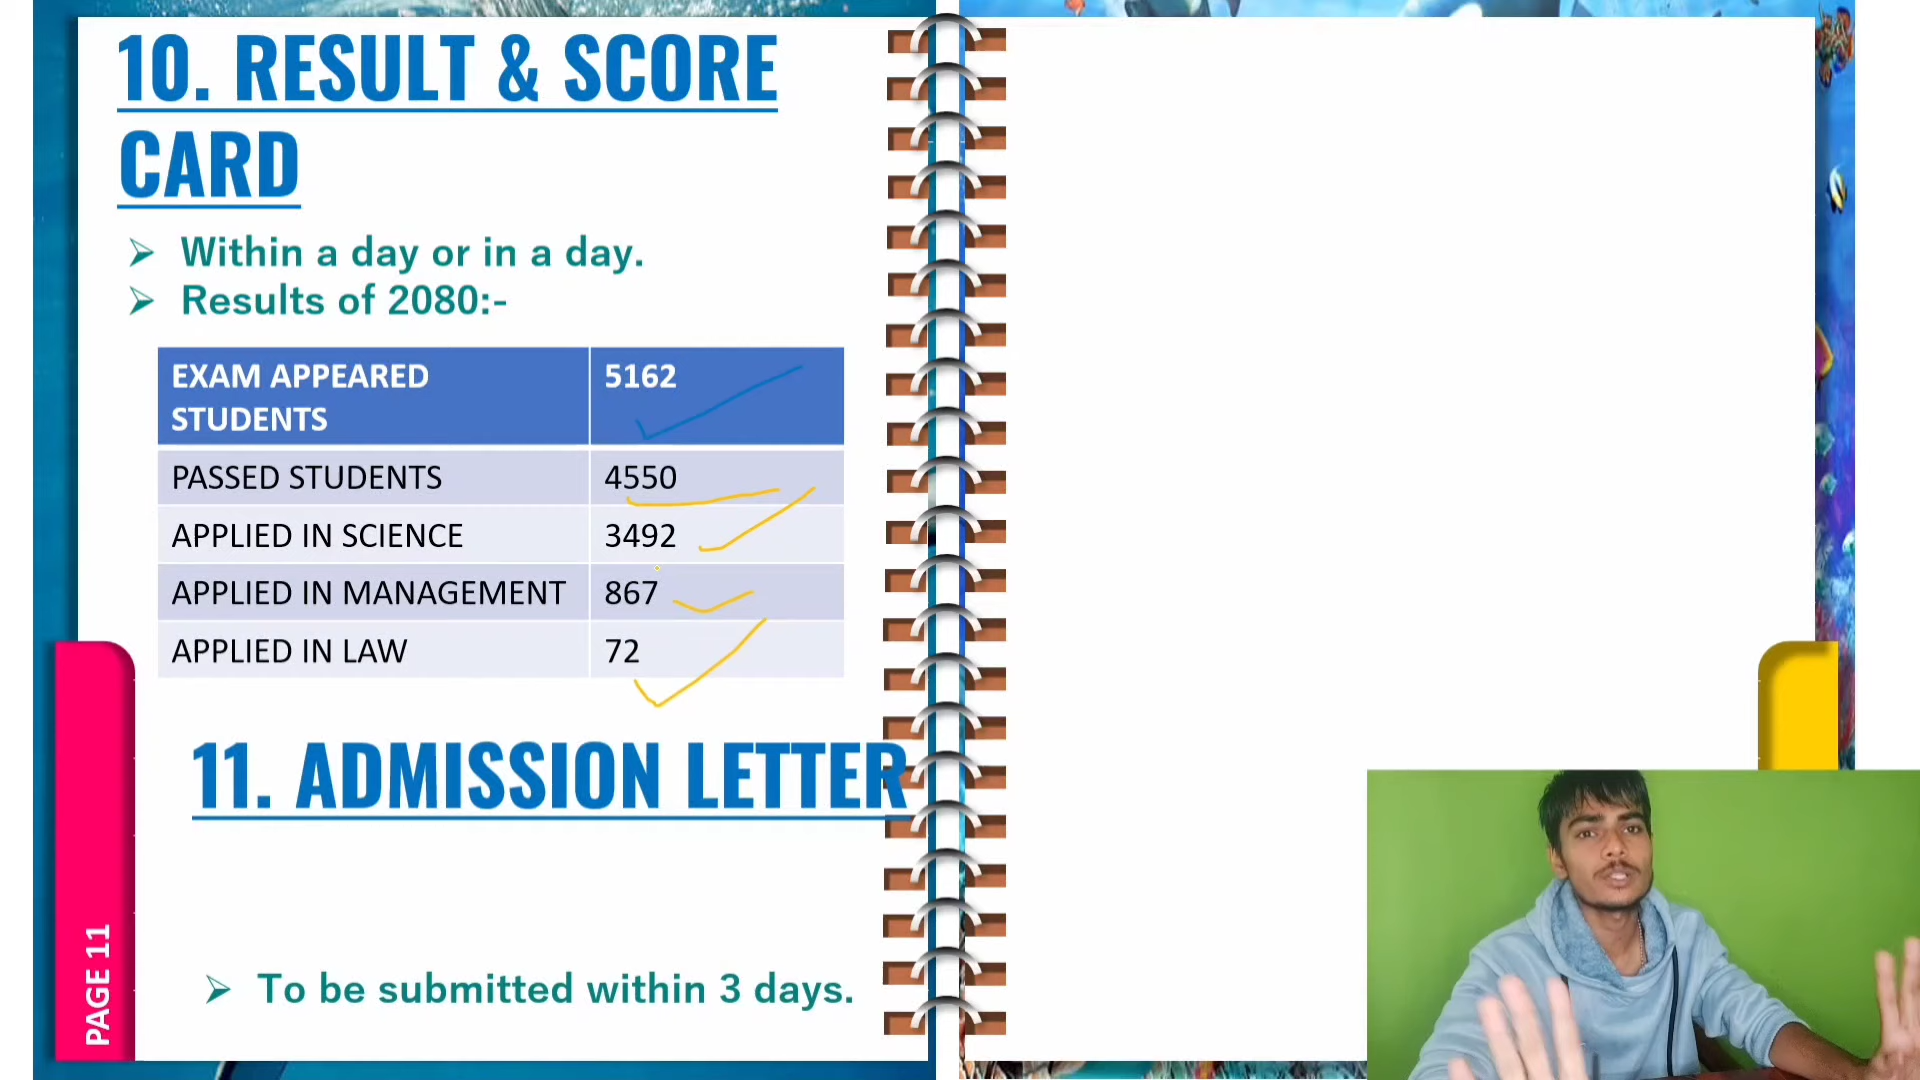 10. RESULT & SCORE
CARD
➢ Within a day or in a day.
➢ Results of 2080:-
EXAM APPEARED
STUDENTS
5162
PASSED STUDENTS 4550
APPLIED IN SCIENCE 3492
APPLIED IN MANAGEMENT 867
APPLIED IN LAW 72
11. ADMISSION LETTER
➢ To be submitted within 3 days.
PAGE 11